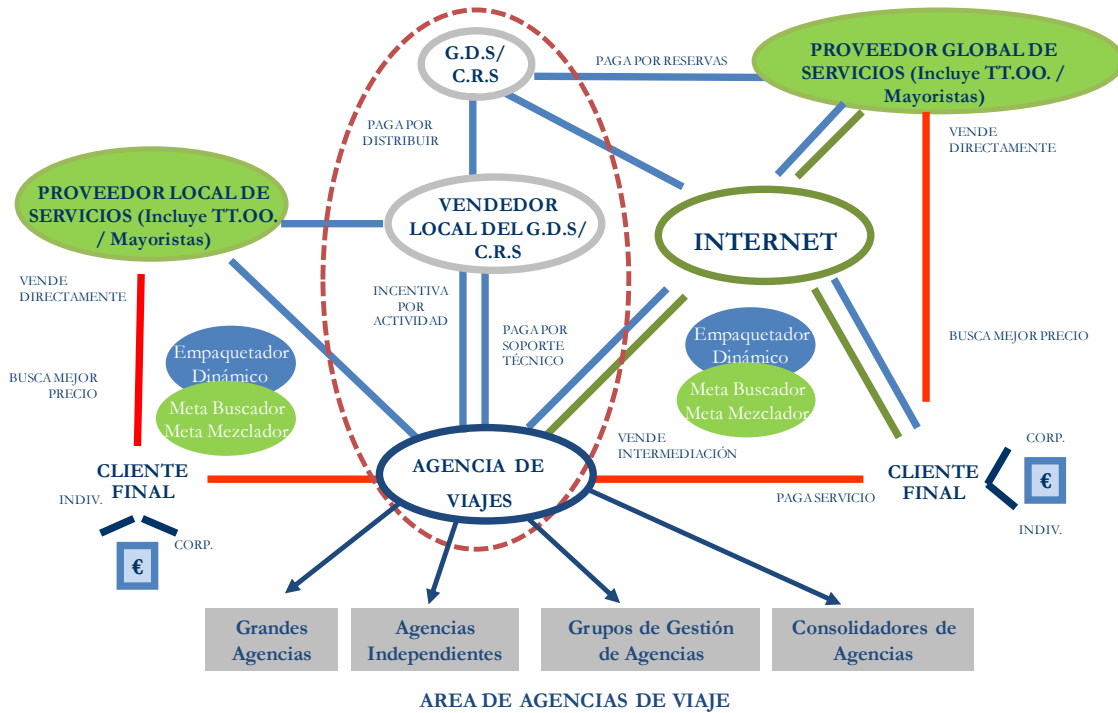 G.D.S/
C.R.S
PAGA POR RESERVAS
PROVEEDOR GLOBAL DE
SERVICIOS (Incluye TT.OO. /
Mayoristas)
PAGA POR
DISTRIBUIR
VENDE
DIRECTAMENTE
PROVEEDOR LOCAL DE
SERVICIOS (Incluye TT.OO.
/ Mayoristas)
VENDEDOR
LOCAL DEL G.D.S/
C.R.S
INTERNET
VENDE
DIRECTAMENTE
INCENTIVA
POR
ACTIVIDAD
PAGA POR
SOPORTE
TÉCNICO
Empaquetador
Dinámico
Meta Buscador
Meta Mezclador
Empaquetador
Dinámico
Meta Buscador
Meta Mezclador
BUSCA MEJOR PRECIO
BUSCA MEJOR
PRECIO
CLIENTE
FINAL
AGENCIA DE
VIAJES
VENDE
INTERMEDIACIÓN
PAGA SERVICIO
CLIENTE
FINAL
CORP.
€
INDIV.
INDIV.
CORP.
€
Grandes
Agencias
Agencias
Independientes
Grupos de Gestión
de Agencias
Consolidadores de
Agencias
AREA DE AGENCIAS DE VIAJE